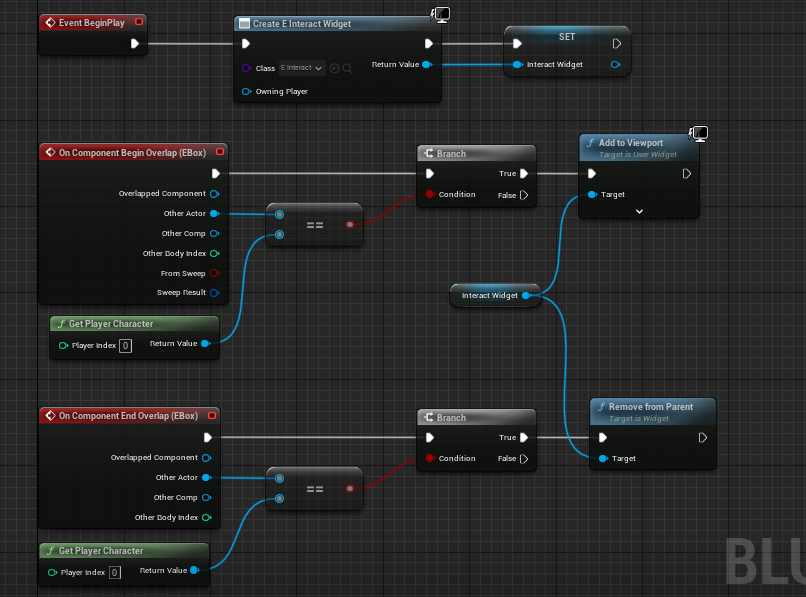 Event BeginPlay
Create E Interact Widget
Class
E Interact
Return Value
Owning Player
SET
Interact Widget
On Component Begin Overlap (EBox)
Overlapped Component
Other Actor
Other Comp
Other Body Index
From Sweep
Sweep Result
==
Branch
True
Condition
False
Add to Viewport
Target is User Widget
Target
Interact Widget
Get Player Character
Player Index 0
Return Value
On Component End Overlap (EBox)
Overlapped Component
Other Actor
Other Comp
Other Body Index
==
Branch
True
Condition
False
Remove from Parent
Target is Widget
Target
Get Player Character
Player Index 0
Return Value
BLU